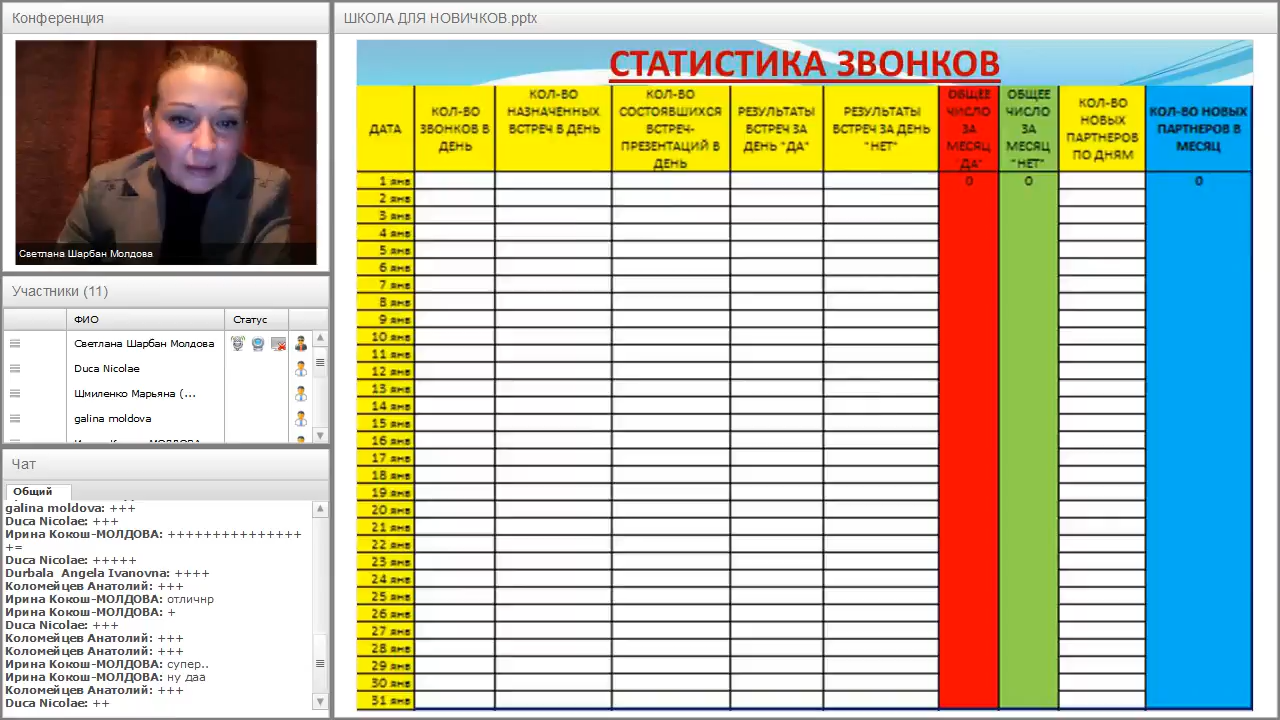 Конференция
Светлана Шарбан Молдова
Участники (11)
ФИО Статус
Светлана Шарбан Молдова
Duca Nicolae
Шмиленко Марьяна (...
galina moldova
Чат
Общий
galina moldova: +++
Duca Nicolae: +++
Ирина Кокош-МОЛДОВА: +++++++++++++++
+=
Duca Nicolae: +++++
Durbala Angela Ivanovna: ++++
Коломейцев Анатолий: +++
Ирина Кокош-МОЛДОВА: отличнр
Ирина Кокош-МОЛДОВА: +
Duca Nicolae: +++
Коломейцев Анатолий: +++
Коломейцев Анатолий: +++
Ирина Кокош-МОЛДОВА: супер..
Ирина Кокош-МОЛДОВА: ну даа
Коломейцев Анатолий: +++
Duca Nicolae: ++
ШКОЛА ДЛЯ НОВИЧКОВ.pptx
СТАТИСТИКА ЗВОНКОВ
ДАТА
КОЛ-ВО
ЗВОНКОВ В
ДЕНЬ
КОЛ-ВО
НАЗНАЧЕННЫХ
ВСТРЕЧ В ДЕНЬ
КОЛ-ВО
СОСТОЯВШИХСЯ
ВСТРЕЧ-
ПРЕЗЕНТАЦИЙ В
ДЕНЬ
РЕЗУЛЬТАТЫ
ВСТРЕЧ ЗА
ДЕНЬ "ДА"
РЕЗУЛЬТАТЫ
ВСТРЕЧ ЗА ДЕНЬ
"НЕТ"
ОБЩЕЕ
ЧИСЛО
ЗА
МЕСЯЦ
"ДА"
ОБЩЕЕ
ЧИСЛО
ЗА
МЕСЯЦ
"НЕТ"
КОЛ-ВО
НОВЫХ
ПАРТНЕРОВ
ПО ДНЯМ
КОЛ-ВО НОВЫХ
ПАРТНЕРОВ В
МЕСЯЦ
1 янв 0 0 0
2 янв
3 янв
4 янв
5 янв
6 янв
7 янв
8 янв
9 янв
10 янв
11 янв
12 янв
13 янв
14 янв
15 янв
16 янв
17 янв
18 янв
19 янв
20 янв
21 янв
22 янв
23 янв
24 янв
25 янв
26 янв
27 янв
28 янв
29 янв
30 янв
31 янв